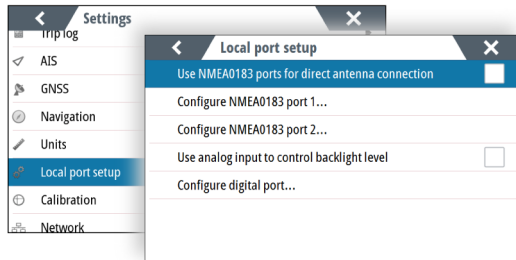 Settings
Trip log
AIS
GNSS
Navigation
Units
Local port setup
Calibration
Network
Local port setup
Use NMEA0183 ports for direct antenna connection
Configure NMEA0183 port 1...
Configure NMEA0183 port 2...
Use analog input to control backlight level
Configure digital port...